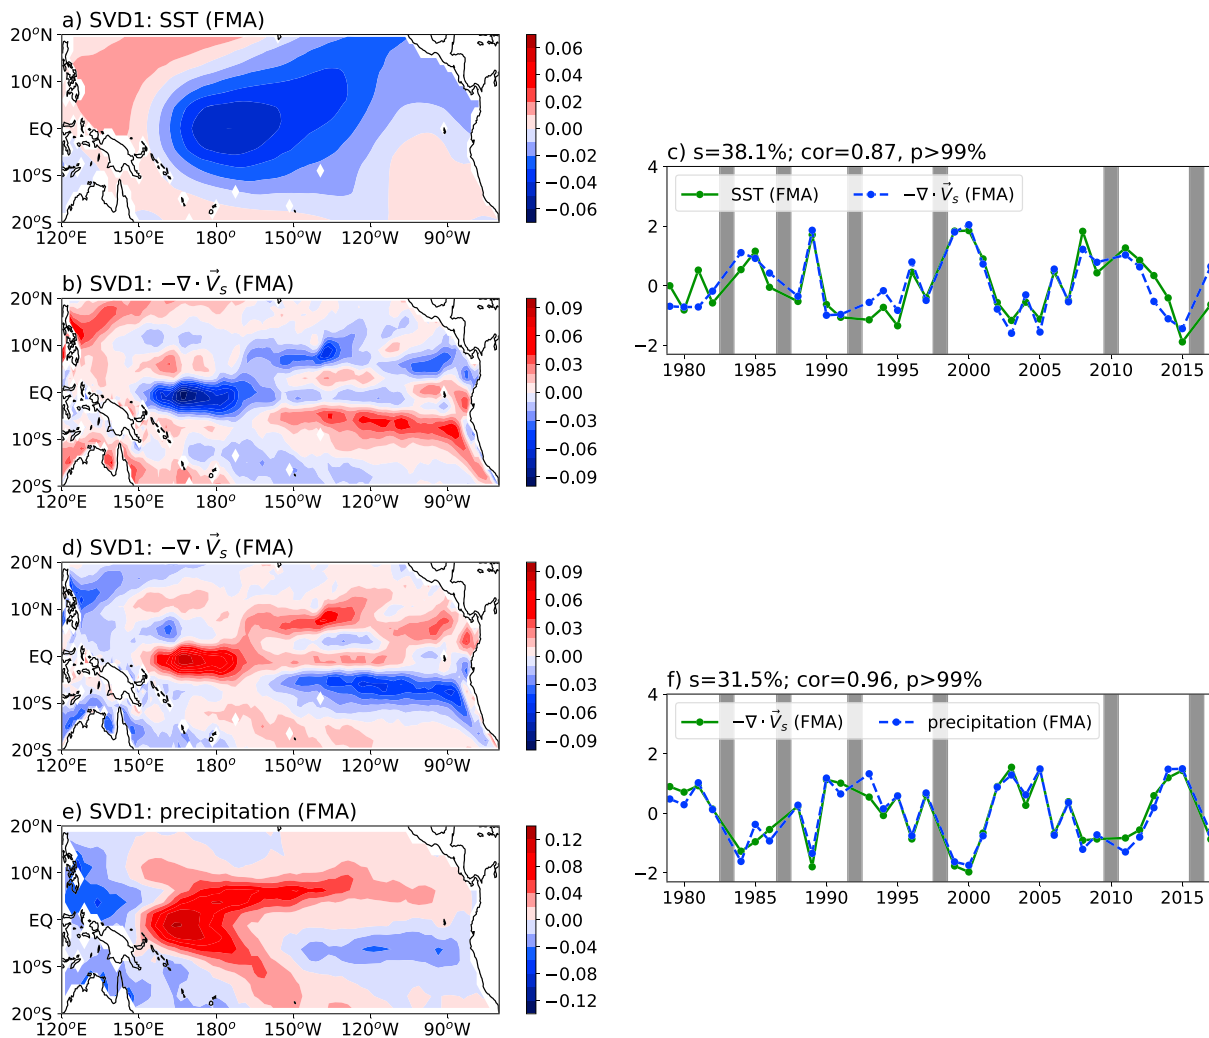 a) SVD1: SST (FMA)
20°N
10°N
EQ
10°S
20°S
120°E 150°E 180° 150°W 120°W 90°W
0.06
0.04
0.02
0.00
−0.02
−0.04
−0.06
b) SVD1: −∇· V⃗s (FMA)
20°N
10°N
EQ
10°S
20°S
120°E 150°E 180° 150°W 120°W 90°W
0.09
0.06
0.03
0.00
−0.03
−0.06
−0.09
c) s=38.1%; cor=0.87, p>99%
SST (FMA) −∇· V⃗s (FMA)
4
2
0
−2
1980 1985 1990 1995 2000 2005 2010 2015
d) SVD1: −∇· V⃗s (FMA)
20°N
10°N
EQ
10°S
20°S
120°E 150°E 180° 150°W 120°W 90°W
0.09
0.06
0.03
0.00
−0.03
−0.06
−0.09
e) SVD1: precipitation (FMA)
20°N
10°N
EQ
10°S
20°S
120°E 150°E 180° 150°W 120°W 90°W
0.12
0.08
0.04
0.00
−0.04
−0.08
−0.12
f) s=31.5%; cor=0.96, p>99%
−∇· V⃗s (FMA) precipitation (FMA)
4
2
0
−2
1980 1985 1990 1995 2000 2005 2010 2015